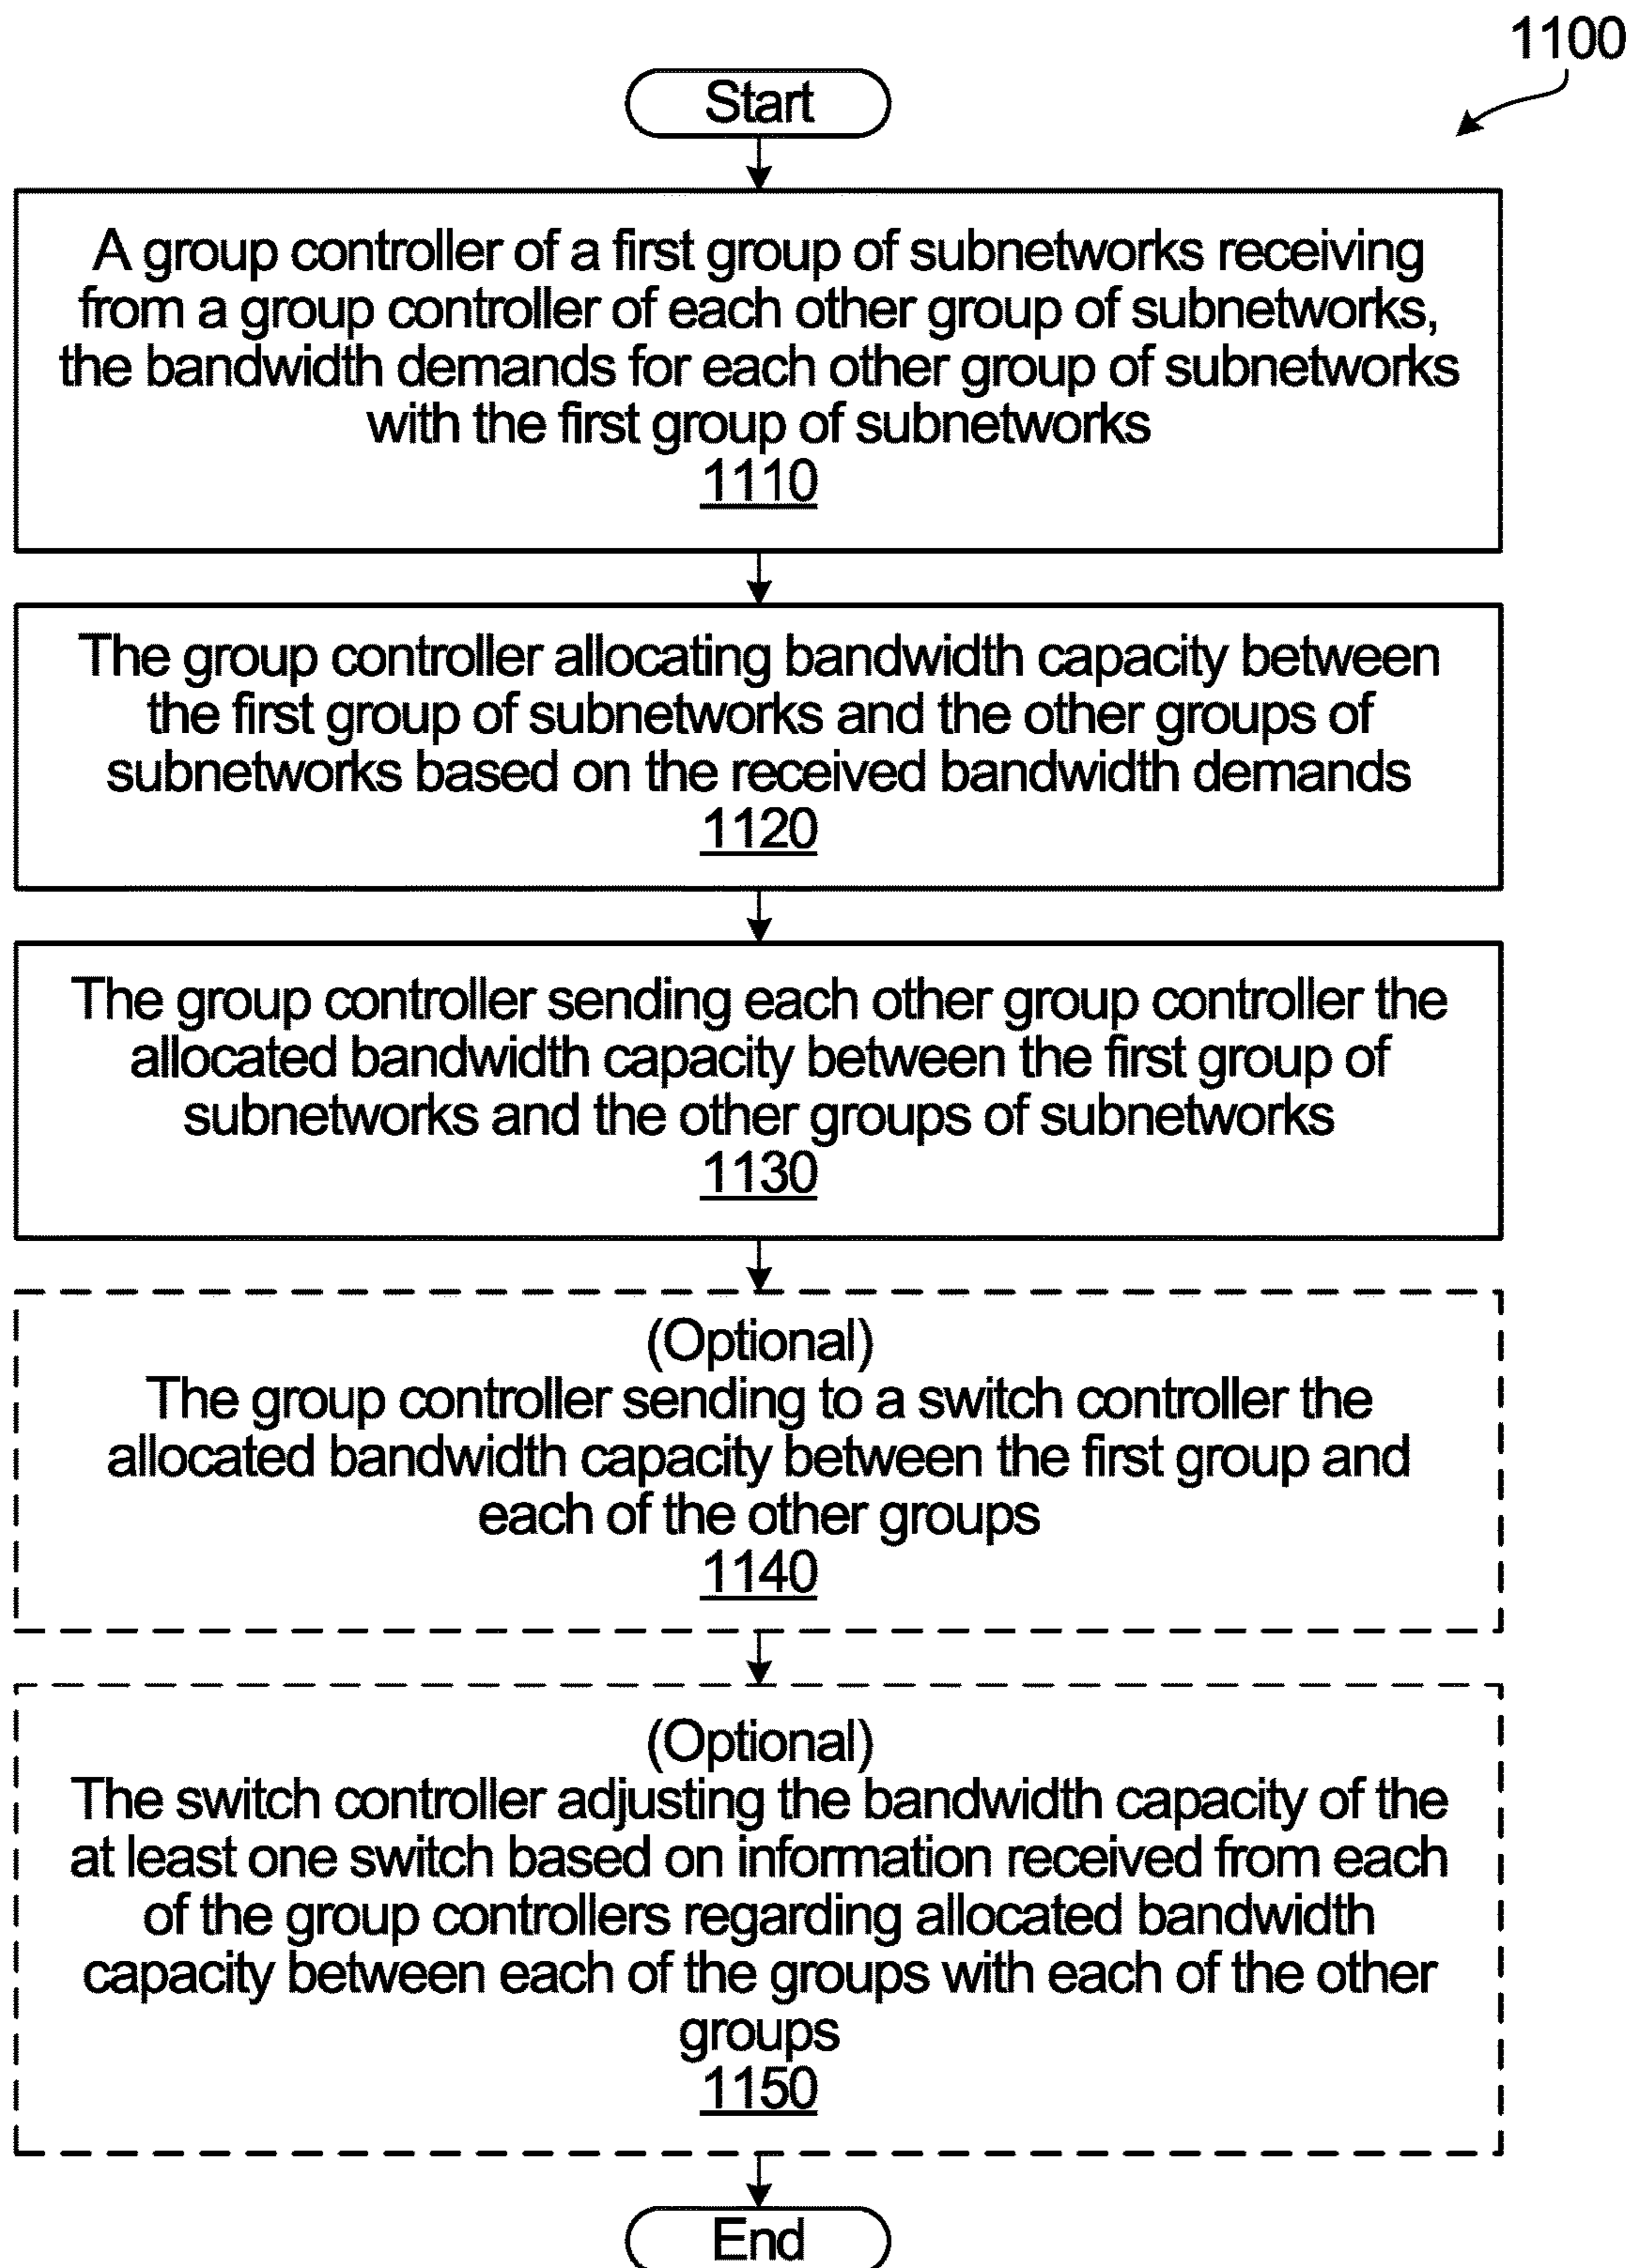 1100
Start
A group controller of a first group of subnetworks receiving
from a group controller of each other group of subnetworks,
the bandwidth demands for each other group of subnetworks
with the first group of subnetworks
1110
The group controller allocating bandwidth capacity between
the first group of subnetworks and the other groups of
subnetworks based on the received bandwidth demands
1120
The group controller sending each other group controller the
allocated bandwidth capacity between the first group of
subnetworks and the other groups of subnetworks
1130
(Optional)
The group controller sending to a switch controller the
allocated bandwidth capacity between the first group and
each of the other groups
1140
(Optional)
The switch controller adjusting the bandwidth capacity of the
at least one switch based on information received from each
of the group controllers regarding allocated bandwidth
capacity between each of the groups with each of the other
groups
1150
End